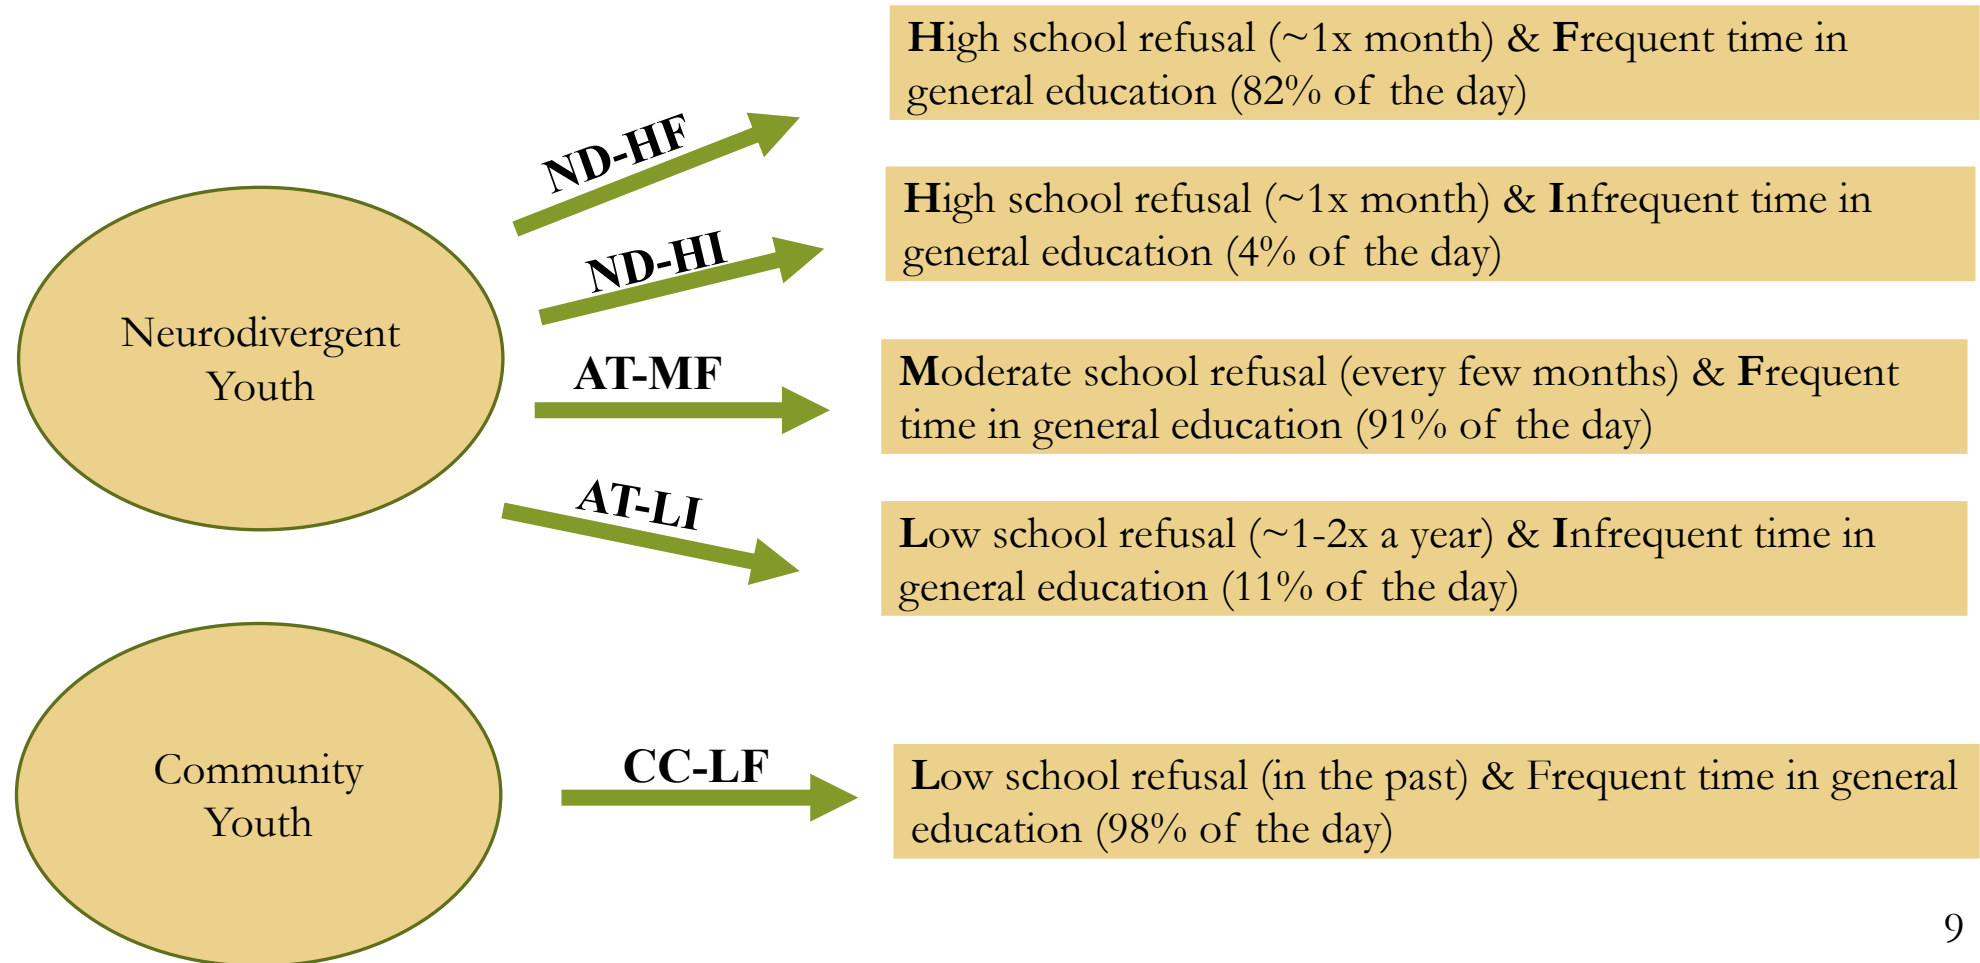 High school refusal (~1x month) & Frequent time in
general education (82% of the day)
ND-HF
High school refusal (~1x month) & Infrequent time in
general education (4% of the day)
ND-HI
Neurodivergent
Youth
AT-MF
Moderate school refusal (every few months) & Frequent
time in general education (91% of the day)
AT-LI
Low school refusal (~1-2x a year) & Infrequent time in
general education (11% of the day)
Community
Youth
CC-LF
Low school refusal (in the past) & Frequent time in general
education (98% of the day)
9